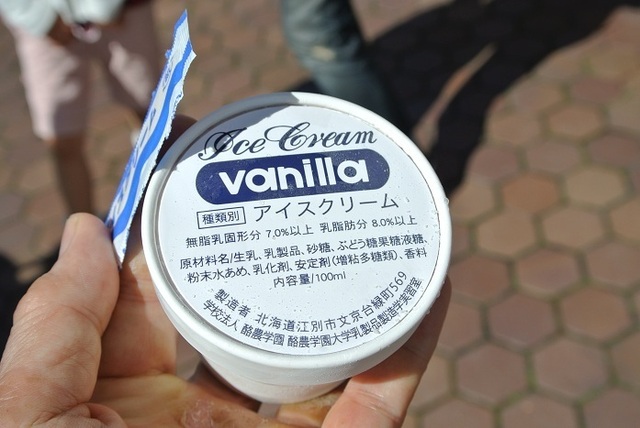 Ice Cream
vanilla
種類別 アイスクリーム
無脂乳固形分 7.0%以上 乳脂肪分 8.0%以上
原材料名/生乳、乳製品、砂糖、ぶどう糖果糖液糖、
粉末水あめ、乳化剤、安定剤(増粘多糖類)、香料
内容量/100ml
製造者 北海道江別市文京台緑町569
学校法人 酪農学園 酪農学園大学乳製品製造学実習室